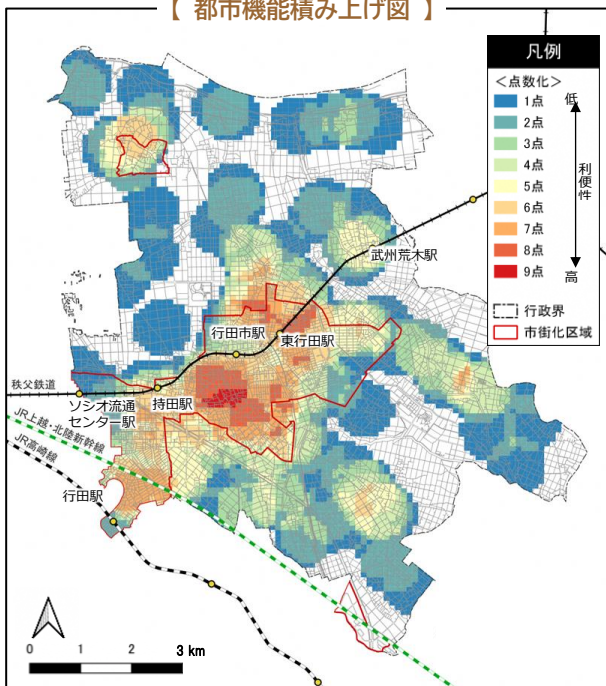 【 都市機能積み上げ図 】
凡例
＜点数化＞
1点
2点
3点
4点
5点
6点
7点
8点
9点
低
利便性
高
行政界
市街化区域
武州荒木駅
行田市駅
東行田駅
秩父鉄道
ソシオ流通
センター駅
持田駅
JR上越・北陸新幹線
JR高崎線
行田駅
0 1 2 3 km